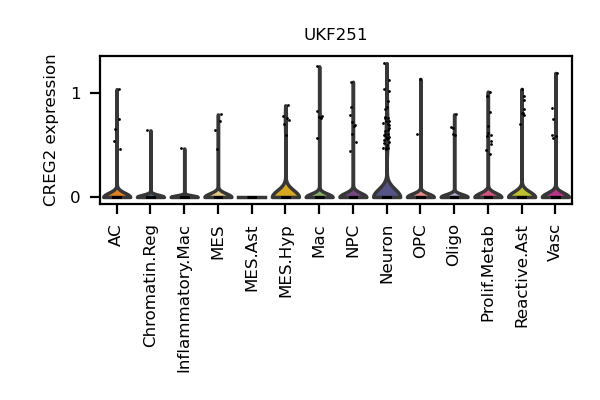 UKF251
CREG2 expression
1
0
AC
Chromatin.Reg
Inflammatory.Mac
MES
MES.Ast
MES.Hyp
Mac
NPC
Neuron
OPC
Oligo
Prolif.Metab
Reactive.Ast
Vasc